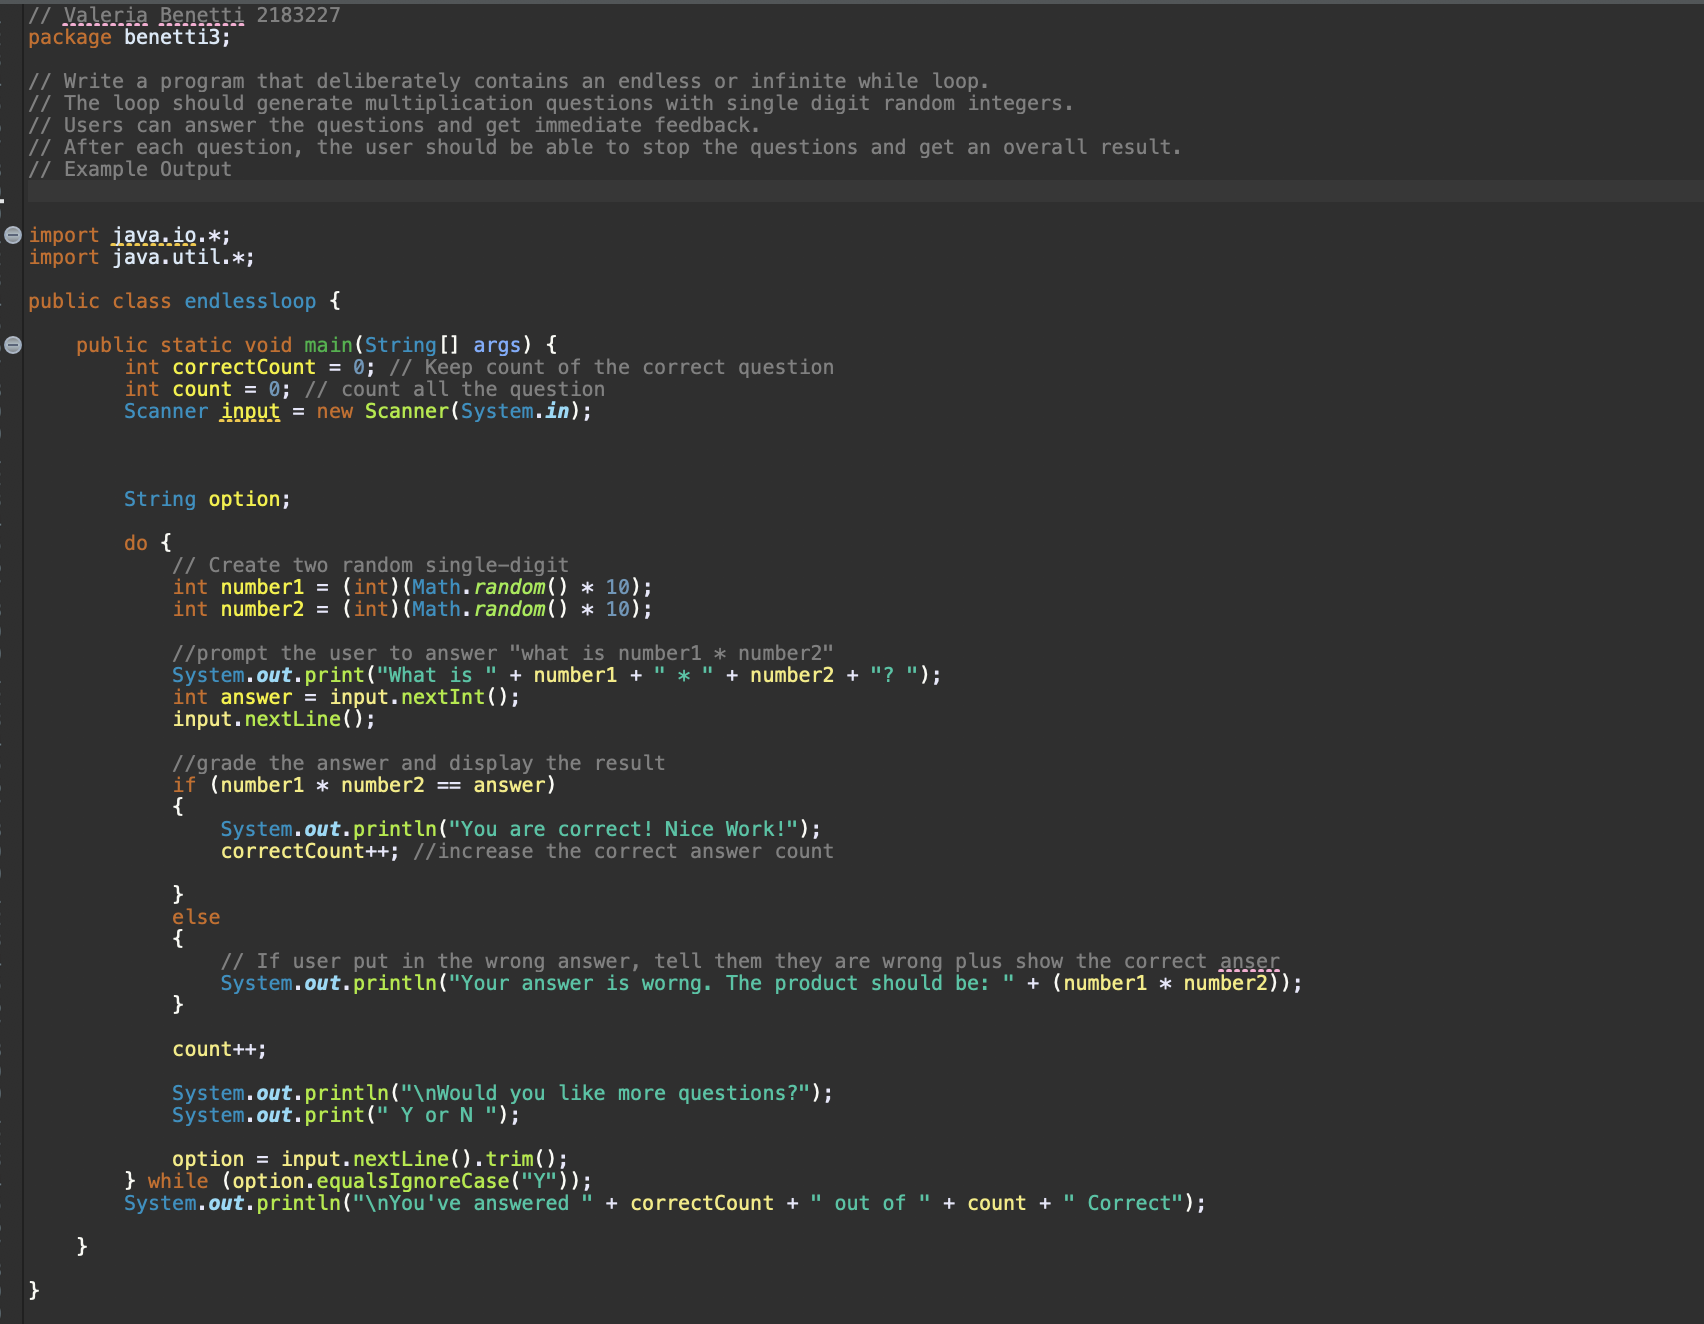 // Valeria Benetti 2183227
package benetti3;
// Write a program that deliberately contains an endless or infinite while loop.
// The loop should generate multiplication questions with single digit random integers.
// Users can answer the questions and get immediate feedback.
// After each question, the user should be able to stop the questions and get an overall result.
// Example Output
import java.io.*;
import java.util.*;
public class endlessloop {
public static void main(String[] args) {
int correctCount = 0; // Keep count of the correct question
int count = 0; // count all the question
Scanner input = new Scanner(System.in);
String option;
do {
// Create two random single-digit
int number1 = (int)(Math.random() * 10);
int number2 = (int)(Math.random() * 10);
//prompt the user to answer "what is number1 * number2"
System.out.print("What is " + number1 + " * " + number2 + "? ");
int answer = input.nextInt();
input.nextLine();
//grade the answer and display the result
if (number1 * number2 == answer)
{
System.out.println("You are correct! Nice Work!");
correctCount++; //increase the correct answer count
}
else
{
// If user put in the wrong answer, tell them they are wrong plus show the correct anser
System.out.println("Your answer is worng. The product should be: " + (number1 * number2));
}
count++;
System.out.println("\nWould you like more questions?");
System.out.print(" Y or N ");
option = input.nextLine().trim();
} while (option.equalsIgnoreCase("Y"));
System.out.println("\nYou've answered " + correctCount + " out of " + count + " Correct");
}
}